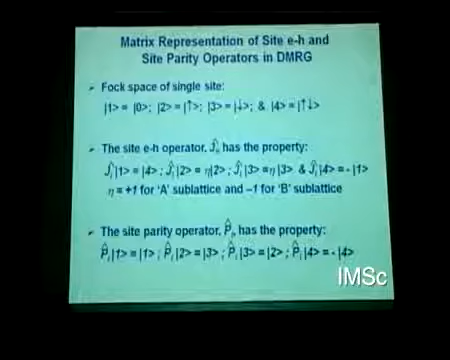 Matrix Representation of Site e-h and
Site Parity Operators in DMRG
➢ Fock space of single site:
|1> = |0>; |2> = |↑>; |3> = |↓>; & |4> = |↑↓>
➢ The site e-h operator, Ĵᵢ, has the property:
Ĵᵢ|1> = |4> ; Ĵᵢ|2> = η|2> ; Ĵᵢ|3> = η|3> & Ĵᵢ|4> = - |1>
η = +1 for 'A' sublattice and –1 for 'B' sublattice
➢ The site parity operator, P̂ᵢ, has the property:
P̂ᵢ|1> = |1> ; P̂ᵢ|2> = |3> ; P̂ᵢ|3> = |2> ; P̂ᵢ|4> = - |4>
IMSc